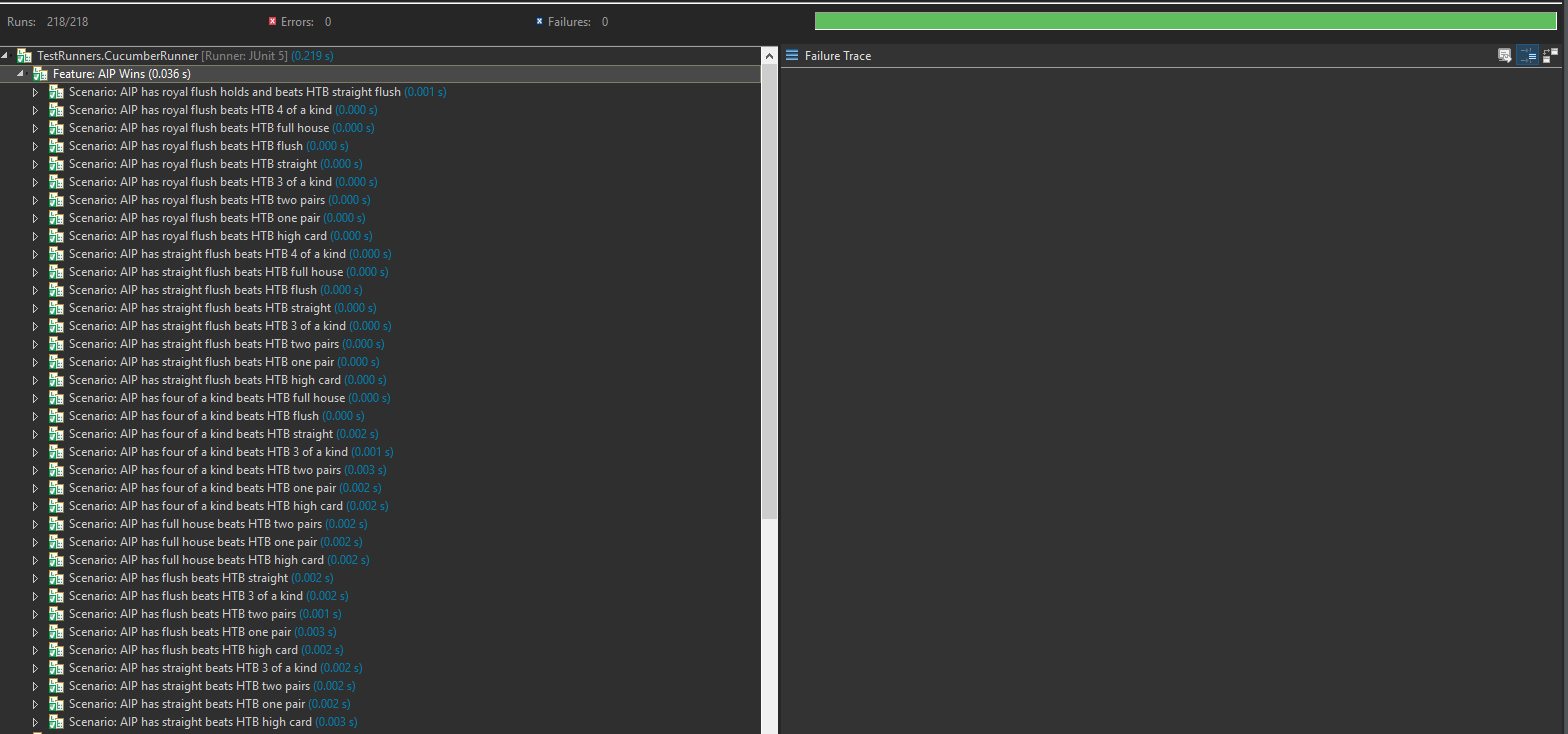 Runs: 218/218 Errors: 0 Failures: 0
TestRunners.CucumberRunner [Runner: JUnit 5] (0.219 s)
Feature: AIP Wins (0.036 s)
Scenario: AIP has royal flush holds and beats HTB straight flush (0.001 s)
Scenario: AIP has royal flush beats HTB 4 of a kind (0.000 s)
Scenario: AIP has royal flush beats HTB full house (0.000 s)
Scenario: AIP has royal flush beats HTB flush (0.000 s)
Scenario: AIP has royal flush beats HTB straight (0.000 s)
Scenario: AIP has royal flush beats HTB 3 of a kind (0.000 s)
Scenario: AIP has royal flush beats HTB two pairs (0.000 s)
Scenario: AIP has royal flush beats HTB one pair (0.000 s)
Scenario: AIP has royal flush beats HTB high card (0.000 s)
Scenario: AIP has straight flush beats HTB 4 of a kind (0.000 s)
Scenario: AIP has straight flush beats HTB full house (0.000 s)
Scenario: AIP has straight flush beats HTB flush (0.000 s)
Scenario: AIP has straight flush beats HTB straight (0.000 s)
Scenario: AIP has straight flush beats HTB 3 of a kind (0.000 s)
Scenario: AIP has straight flush beats HTB two pairs (0.000 s)
Scenario: AIP has straight flush beats HTB one pair (0.000 s)
Scenario: AIP has straight flush beats HTB high card (0.000 s)
Scenario: AIP has four of a kind beats HTB full house (0.000 s)
Scenario: AIP has four of a kind beats HTB flush (0.000 s)
Scenario: AIP has four of a kind beats HTB straight (0.002 s)
Scenario: AIP has four of a kind beats HTB 3 of a kind (0.001 s)
Scenario: AIP has four of a kind beats HTB two pairs (0.003 s)
Scenario: AIP has four of a kind beats HTB one pair (0.002 s)
Scenario: AIP has four of a kind beats HTB high card (0.002 s)
Scenario: AIP has full house beats HTB two pairs (0.002 s)
Scenario: AIP has full house beats HTB one pair (0.002 s)
Scenario: AIP has full house beats HTB high card (0.002 s)
Scenario: AIP has flush beats HTB straight (0.002 s)
Scenario: AIP has flush beats HTB 3 of a kind (0.002 s)
Scenario: AIP has flush beats HTB two pairs (0.001 s)
Scenario: AIP has flush beats HTB one pair (0.003 s)
Scenario: AIP has flush beats HTB high card (0.002 s)
Scenario: AIP has straight beats HTB 3 of a kind (0.002 s)
Scenario: AIP has straight beats HTB two pairs (0.002 s)
Scenario: AIP has straight beats HTB one pair (0.002 s)
Scenario: AIP has straight beats HTB high card (0.003 s)
Failure Trace